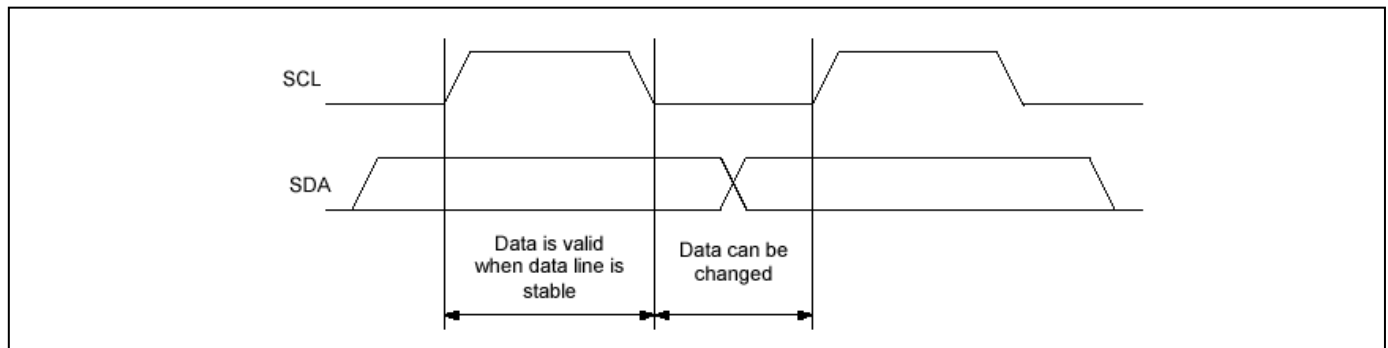 SCL
SDA
Data is valid
when data line is
stable
Data can be
changed